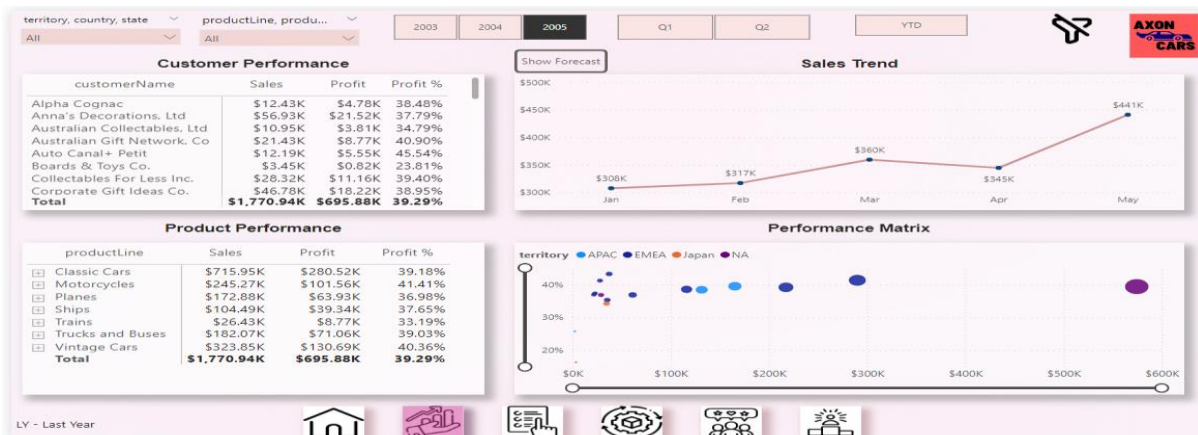 territory, country, state
productLine, produ...
All
All
2003
2004
2005
Q1
Q2
YTD
AXON
CARS
Customer Performance
customerName Sales Profit Profit %
Alpha Cognac $12.43K $4.78K 38.48%
Anna's Decorations, Ltd $56.93K $21.52K 37.79%
Australian Collectables, Ltd $10.95K $3.81K 34.79%
Australian Gift Network, Co $21.43K $8.77K 40.90%
Auto Canal+ Petit $12.19K $5.55K 45.54%
Boards & Toys Co. $3.45K $0.82K 23.81%
Collectables For Less Inc. $28.32K $11.16K 39.40%
Corporate Gift Ideas Co. $46.78K $18.22K 38.95%
Total $1,770.94K $695.88K 39.29%
Show Forecast
Sales Trend
$500K
$450K
$400K
$350K
$300K
$308K
$317K
$360K
$345K
$441K
Jan Feb Mar Apr May
Product Performance
productLine Sales Profit Profit %
Classic Cars $715.95K $280.52K 39.18%
Motorcycles $245.27K $101.56K 41.41%
Planes $172.88K $63.93K 36.98%
Ships $104.49K $39.34K 37.65%
Trains $26.43K $8.77K 33.19%
Trucks and Buses $182.07K $71.06K 39.03%
Vintage Cars $323.85K $130.69K 40.36%
Total $1,770.94K $695.88K 39.29%
Performance Matrix
territory APAC EMEA Japan NA
40%
30%
20%
$0K $100K $200K $300K $400K $500K $600K
LY - Last Year